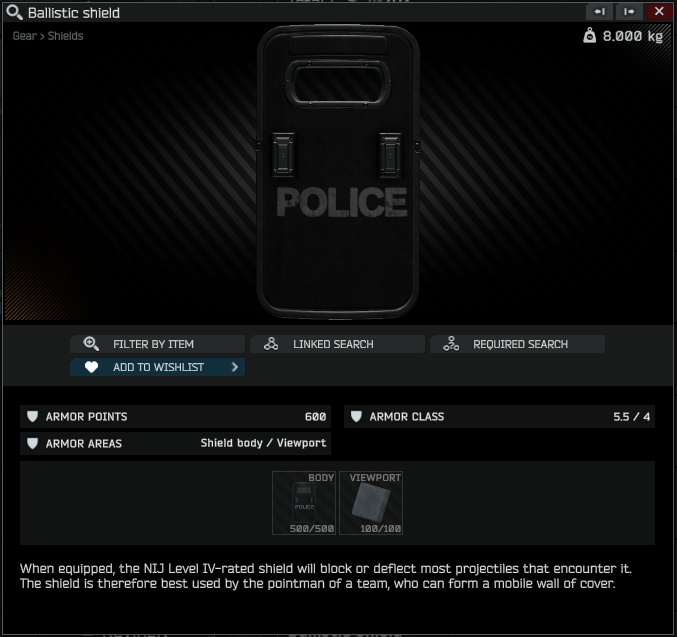 Ballistic shield
Gear > Shields
8.000 kg
POLICE
FILTER BY ITEM
LINKED SEARCH
REQUIRED SEARCH
ADD TO WISHLIST
ARMOR POINTS 600
ARMOR CLASS 5.5 / 4
ARMOR AREAS Shield body / Viewport
BODY
VIEWPORT
POLICE
500/500
100/100
When equipped, the NIJ Level IV-rated shield will block or deflect most projectiles that encounter it.
The shield is therefore best used by the pointman of a team, who can form a mobile wall of cover.